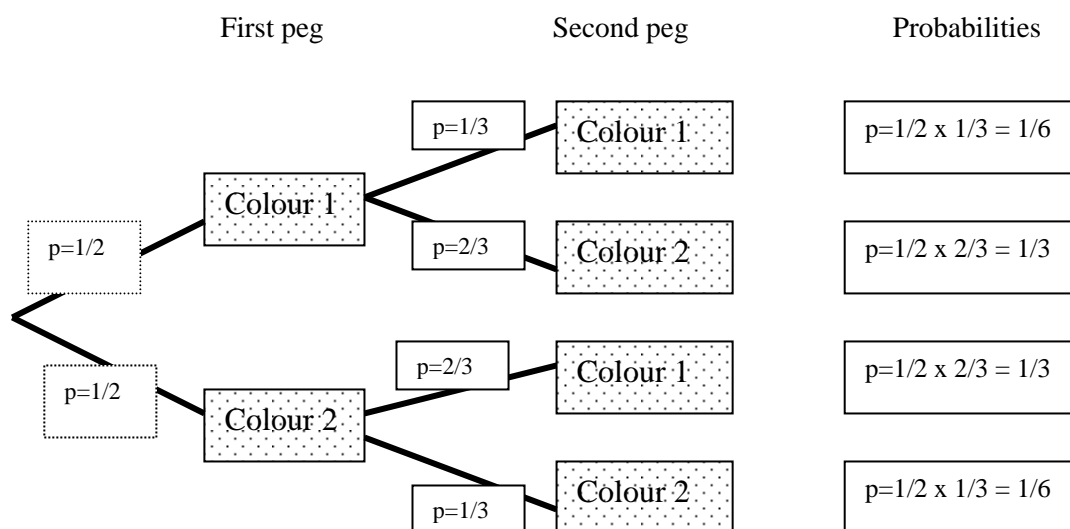 First peg Second peg Probabilities
p=1/3 Colour 1 p=1/2 x 1/3 = 1/6
Colour 1
p=1/2 p=2/3 Colour 2 p=1/2 x 2/3 = 1/3
p=2/3 Colour 1 p=1/2 x 2/3 = 1/3
p=1/2 Colour 2
p=1/3 Colour 2 p=1/2 x 1/3 = 1/6